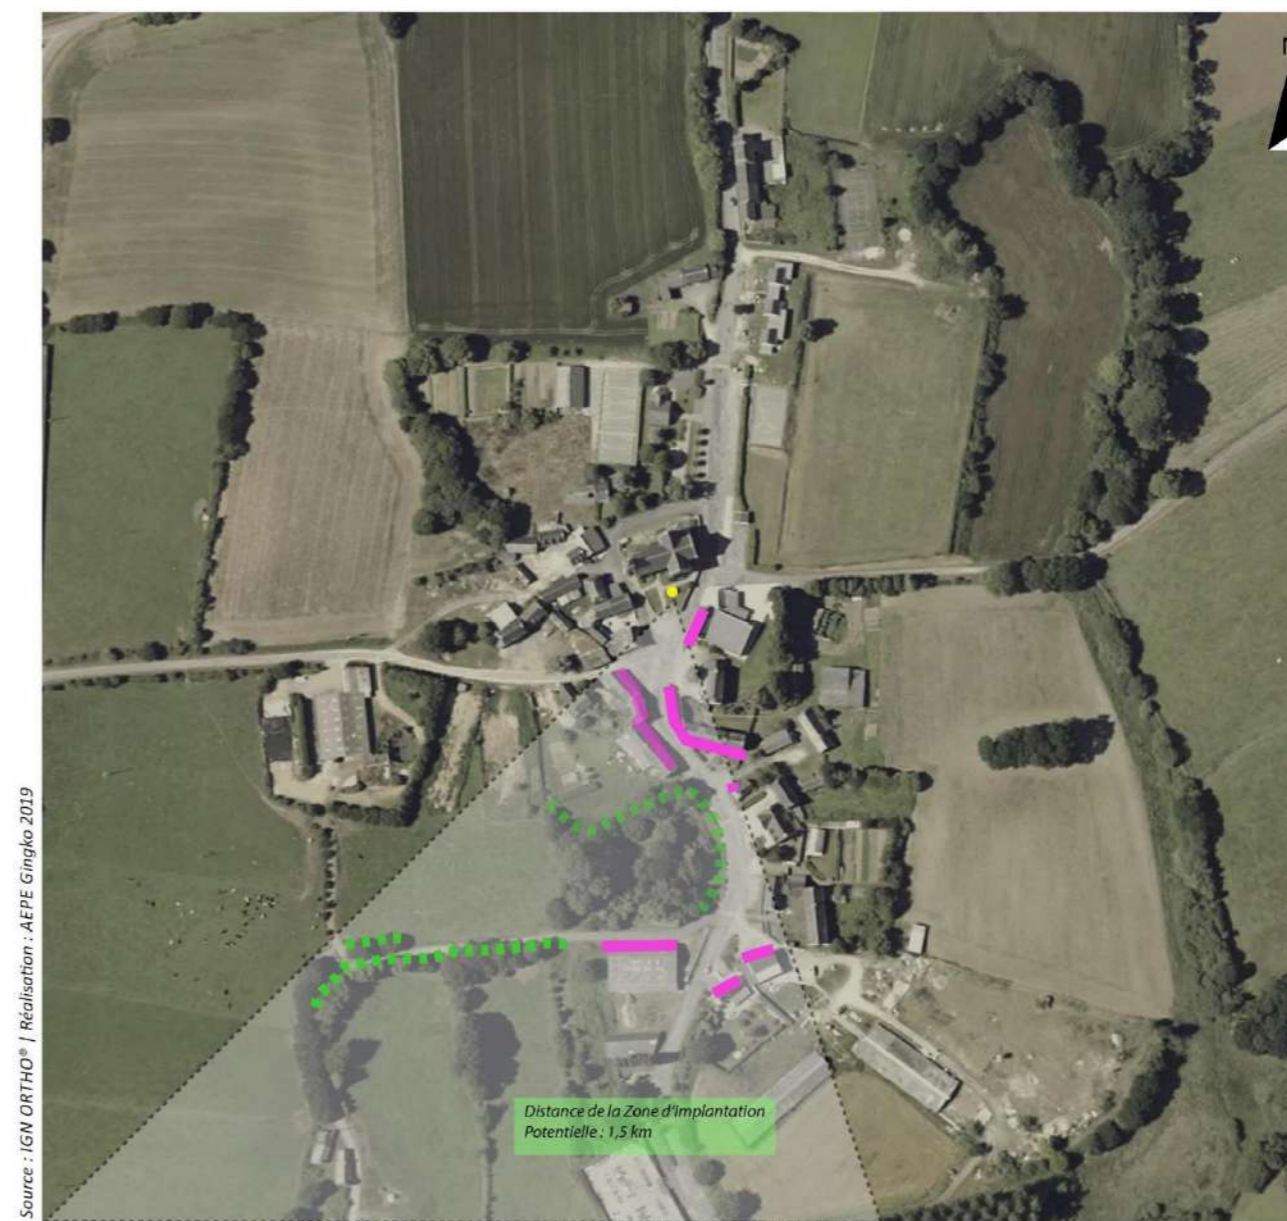 Source : IGN ORTHO® | Réalisation : AEPE Gingko 2019
Distance de la Zone d'implantation
Potentielle : 1,5 km